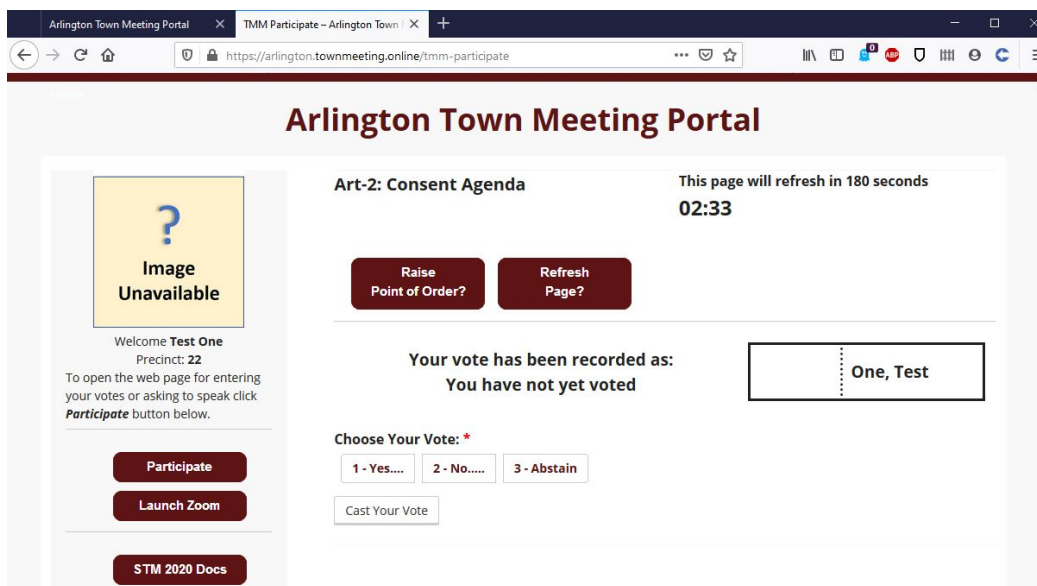 Arlington Town Meeting Portal
TMM Participate – Arlington Town
https://arlington.townmeeting.online/tmm-participate
0
ABP
Arlington Town Meeting Portal
?
Image
Unavailable
Welcome Test One
Precinct: 22
To open the web page for entering
your votes or asking to speak click
Participate button below.
Participate
Launch Zoom
STM 2020 Docs
Art-2: Consent Agenda
This page will refresh in 180 seconds
02:33
Raise
Point of Order?
Refresh
Page?
Your vote has been recorded as:
You have not yet voted
One, Test
Choose Your Vote: *
1 - Yes....
2 - No.....
3 - Abstain
Cast Your Vote